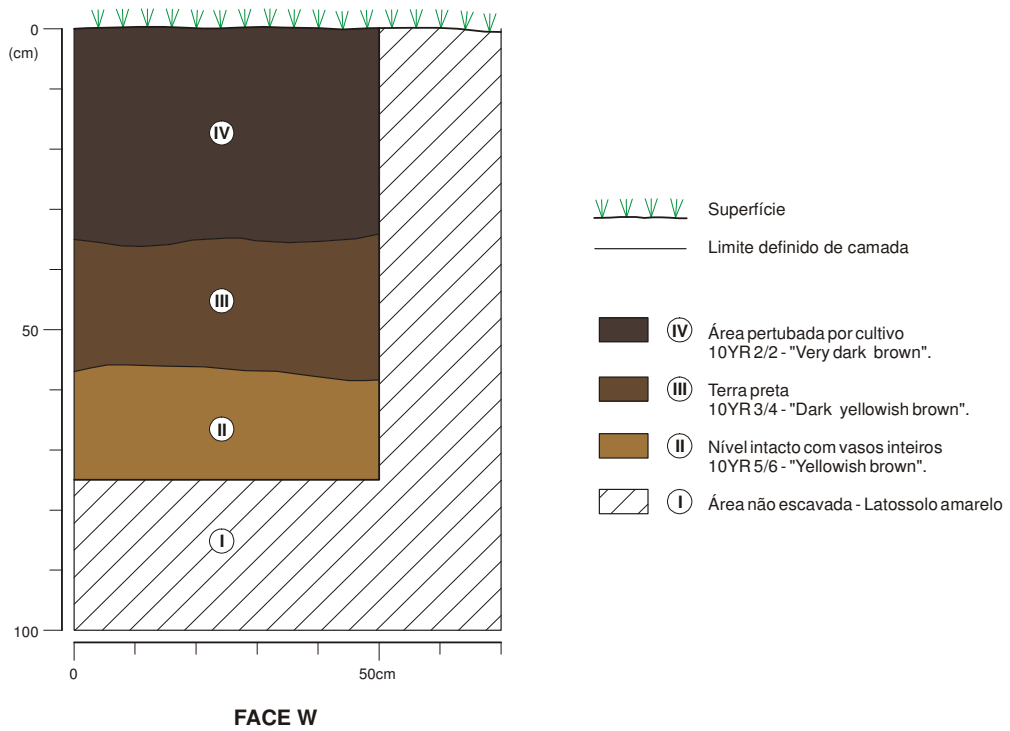 0
(cm)
50
100
IV
III
II
I
0
50cm
FACE W
Superfície
Limite definido de camada
IV
Área pertubada por cultivo
10YR 2/2 - "Very dark brown".
III
Terra preta
10YR 3/4 - "Dark yellowish brown".
II
Nível intacto com vasos inteiros
10YR 5/6 - "Yellowish brown".
I
Área não escavada - Latossolo amarelo